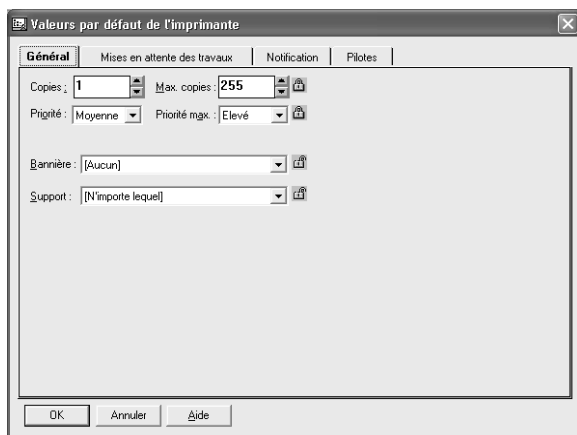 Valeurs par défaut de l'imprimante
Général Mises en attente des travaux Notification Pilotes
Copies : 1 Max. copies : 255
Priorité : Moyenne Priorité max. : Elevé
Bannière : [Aucun]
Support : [N'importe lequel]
OK Annuler Aide